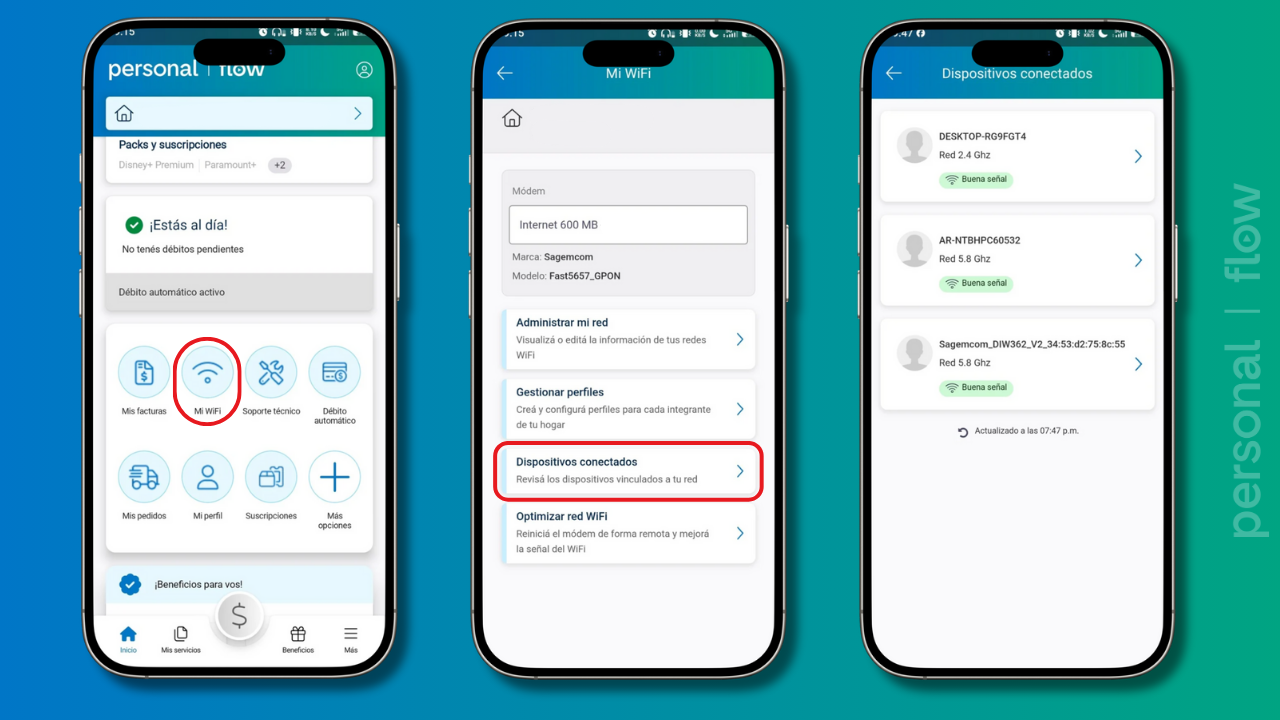 personal | flow
Packs y suscripciones
Disney+ Premium | Paramount+ +2
¡Estás al día!
No tenés débitos pendientes
Débito automático activo
Mis facturas
Mi WiFi
Soporte técnico
Débito
automático
Mis pedidos
Mi perfil
Suscripciones
Más
opciones
¡Beneficios para vos!
$
Inicio
Mis servicios
Beneficios
Más
Mi WiFi
Módem
Internet 600 MB
Marca: Sagemcom
Modelo: Fast5657_GPON
Administrar mi red
Visualizá o editá la información de tus redes
WiFi
Gestionar perfiles
Creá y configurá perfiles para cada integrante
de tu hogar
Dispositivos conectados
Revisá los dispositivos vinculados a tu red
Optimizar red WiFi
Reiniciá el módem de forma remota y mejorá
la señal del WiFi
Dispositivos conectados
DESKTOP-RG9FGT4
Red 2.4 Ghz
Buena señal
AR-NTBHPC60532
Red 5.8 Ghz
Buena señal
Sagemcom_DIW362_V2_34:53:d2:75:8c:55
Red 5.8 Ghz
Buena señal
Actualizado a las 07:47 p.m.
personal | flow